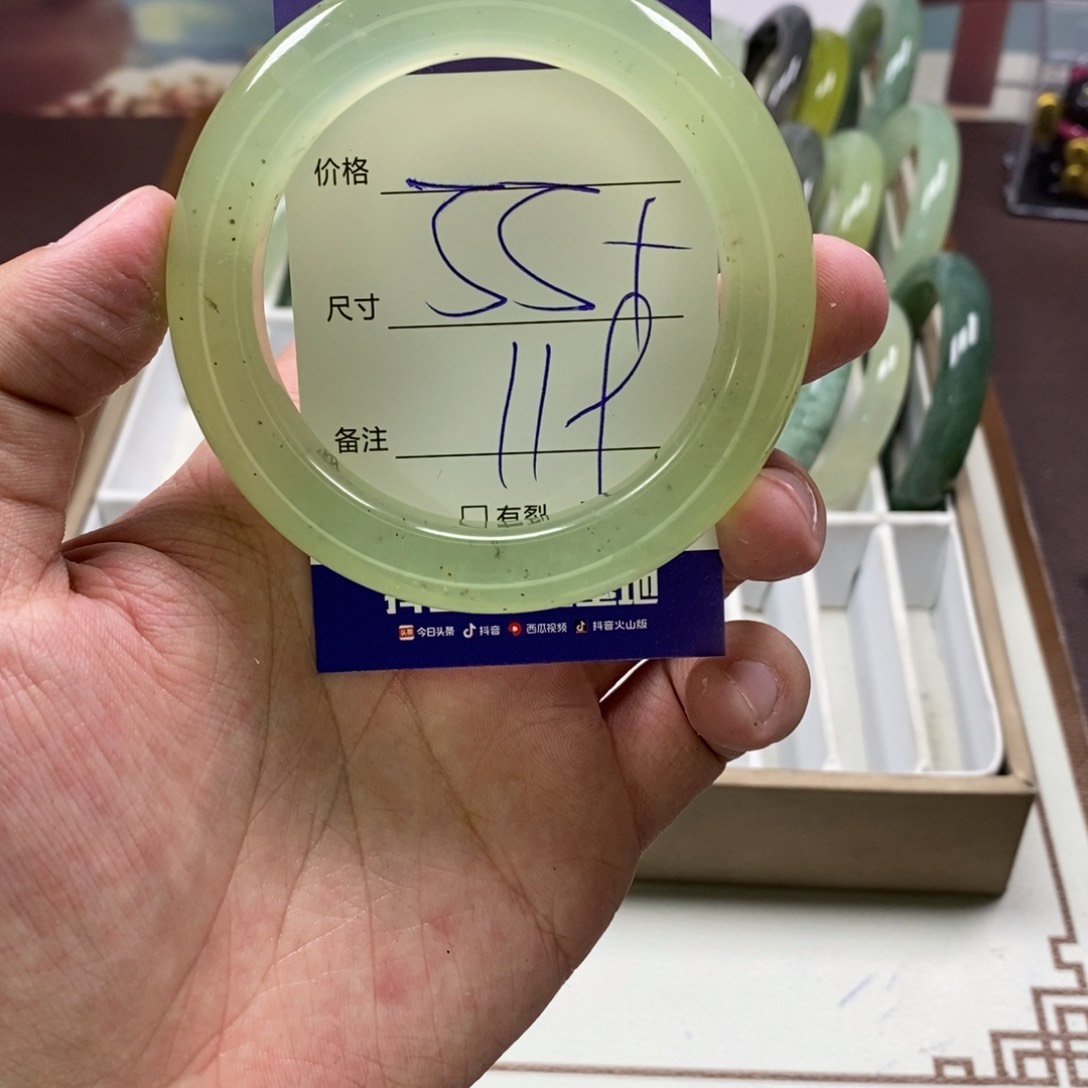 价格
55+
尺寸
11
备注
□ 有裂
今日头条 抖音 西瓜视频 抖音火山版